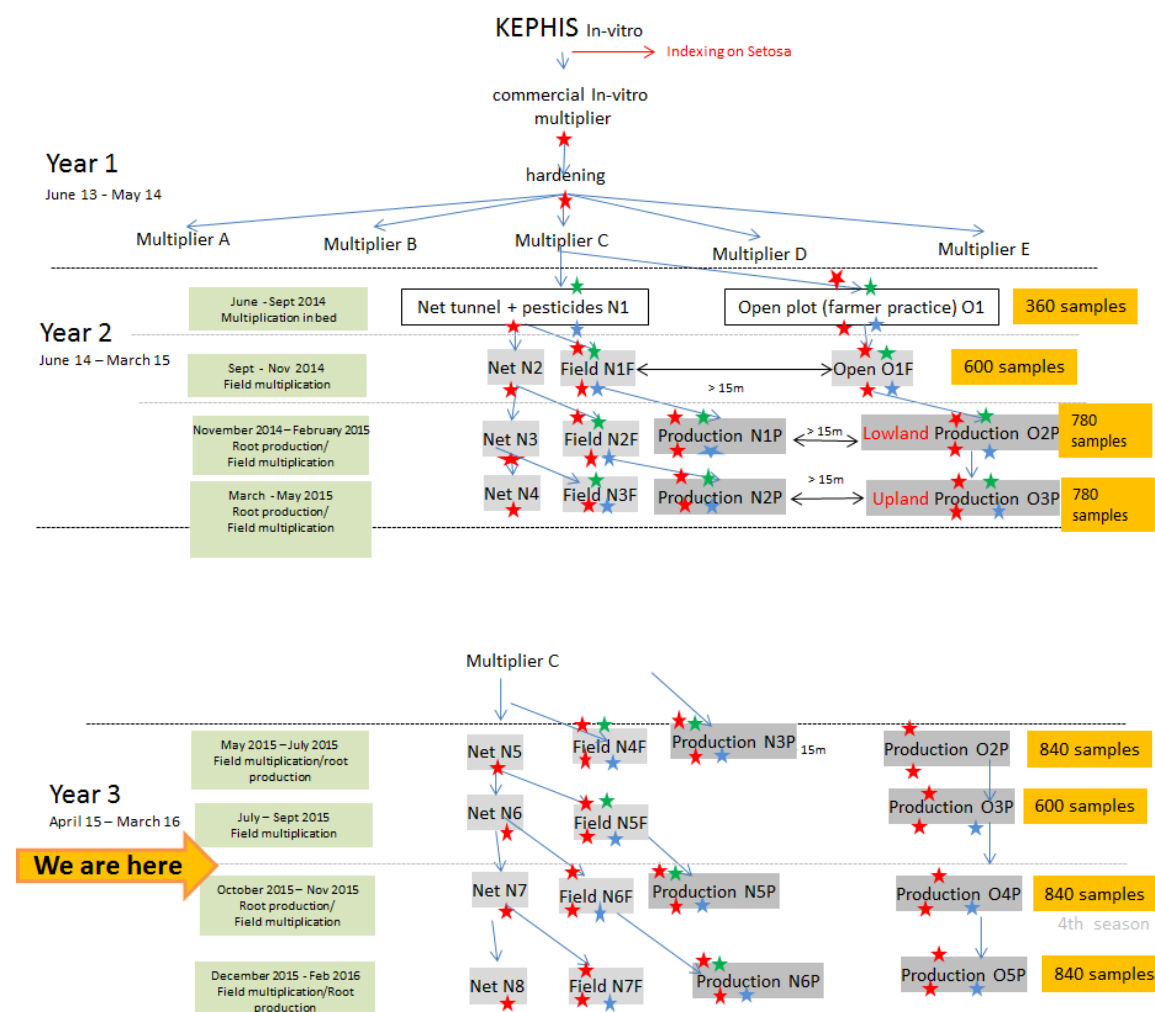 KEPHIS In-vitro
Indexing on Setosa
commercial In-vitro
multiplier
Year 1
June 13 - May 14
hardening
Multiplier A
Multiplier B
Multiplier C
Multiplier D
Multiplier E
June - Sept 2014
Multiplication in bed
Net tunnel + pesticides N1
Open plot (farmer practice) O1
360 samples
Year 2
June 14 – March 15
Sept - Nov 2014
Field multiplication
Net N2
Field N1F
> 15m
Open O1F
600 samples
November 2014 – February 2015
Root production/
Field multiplication
Net N3
Field N2F
Production N1P
> 15m
Lowland Production O2P
780
samples
March - May 2015
Root production/
Field multiplication
Net N4
Field N3F
Production N2P
> 15m
Upland Production O3P
780
samples
Multiplier C
May 2015 – July 2015
Field multiplication/root
production
Net N5
Field N4F
Production N3P
15m
Production O2P
840 samples
Year 3
April 15 – March 16
July – Sept 2015
Field multiplication
Net N6
Field N5F
Production O3P
600 samples
We are here
October 2015 – Nov 2015
Root production/
Field multiplication
Net N7
Field N6F
Production N5P
Production O4P
840 samples
4th season
December 2015 - Feb 2016
Field multiplication/Root
production
Net N8
Field N7F
Production N6P
Production O5P
840 samples